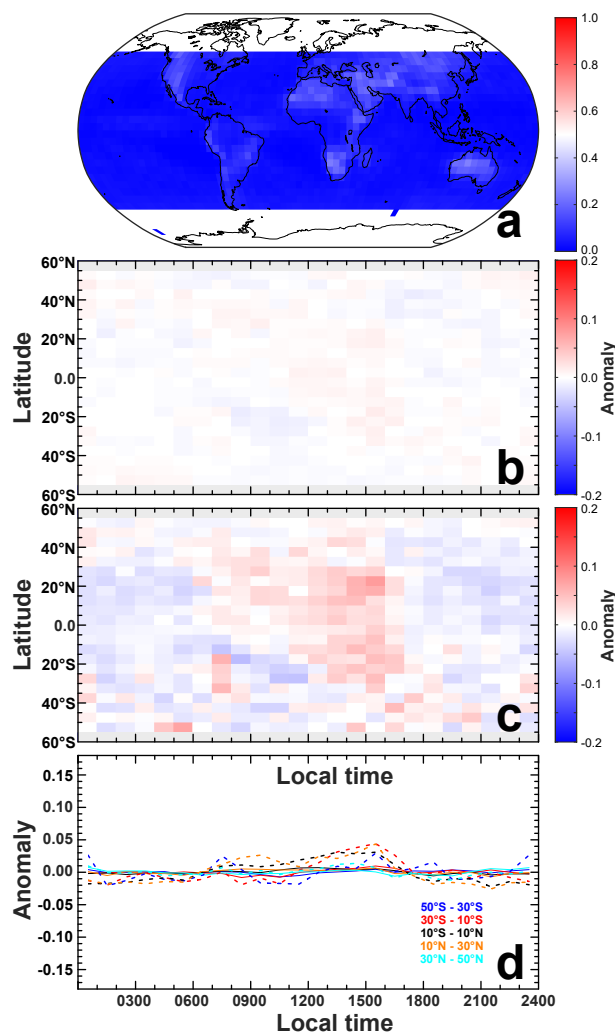 1.0
0.8
0.6
0.4
0.2
0.0
a
60°N
40°N
20°N
0.0
20°S
40°S
60°S
Latitude
b
0.2
0.1
0.0
-0.1
-0.2
Anomaly
60°N
40°N
20°N
0.0
20°S
40°S
60°S
Latitude
c
0.2
0.1
0.0
-0.1
-0.2
Anomaly
Local time
0.15
0.10
0.05
0.00
-0.05
-0.10
-0.15
Anomaly
50°S - 30°S
30°S - 10°S
10°S - 10°N
10°N - 30°N
30°N - 50°N
d
0300 0600 0900 1200 1500 1800 2100 2400
Local time